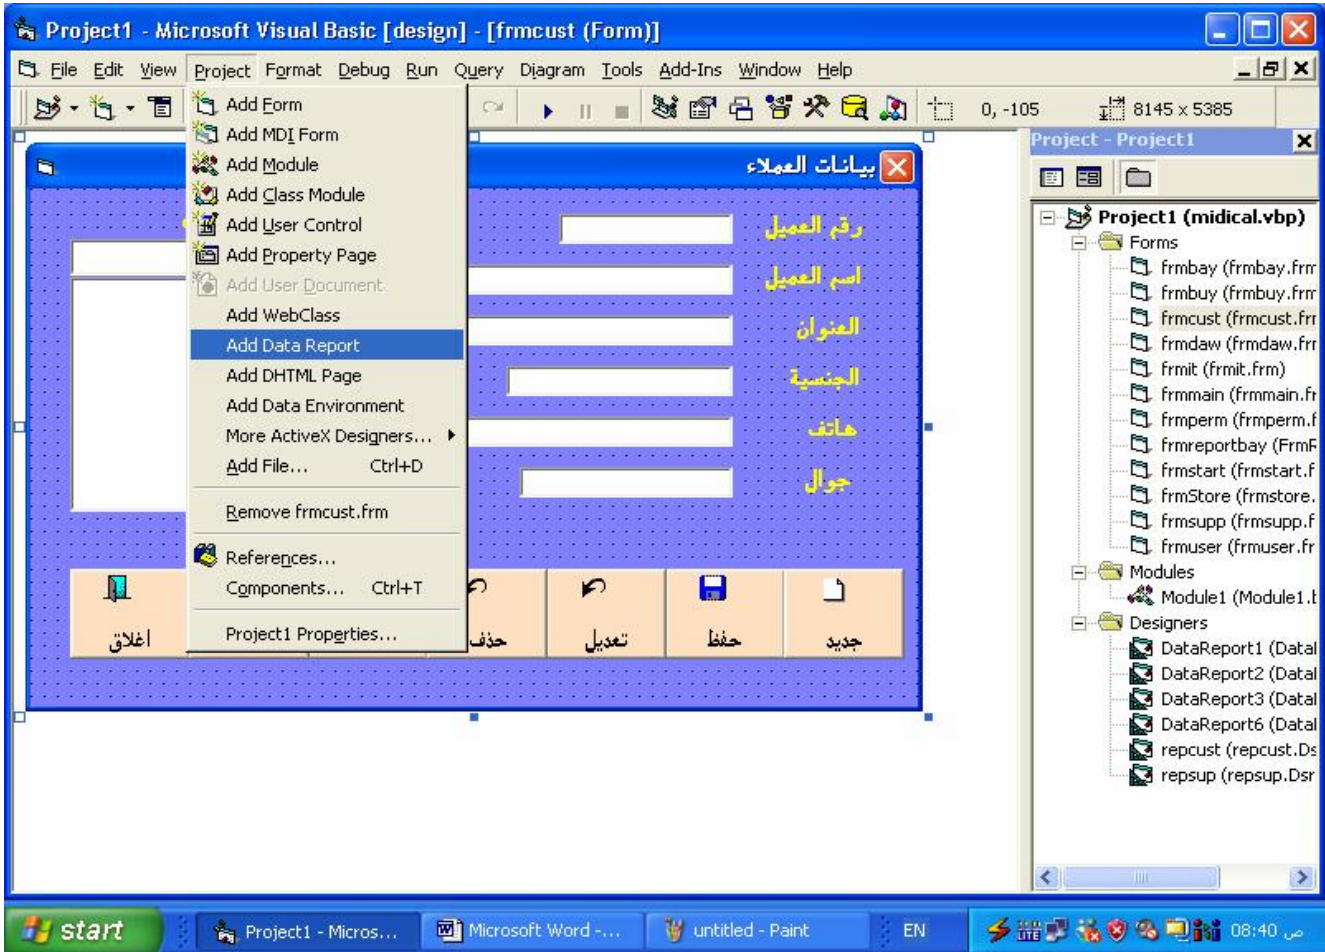 Project1 - Microsoft Visual Basic [design] - [frmcust (Form)]
File Edit View Project Format Debug Run Query Diagram Tools Add-Ins Window Help
0, -105 8145 x 5385
Add Form
Add MDI Form
Add Module
Add Class Module
Add User Control
Add Property Page
Add User Document
Add WebClass
Add Data Report
Add DHTML Page
Add Data Environment
More ActiveX Designers...
Add File... Ctrl+D
Remove frmcust.frm
References...
Components... Ctrl+T
Project1 Properties...
بيانات العملاء
رقم العميل
اسم العميل
العنوان
الجنسية
هاتف
جوال
جديد
حفظ
تعديل
حذف
اغلاق
Project - Project1
Project1 (midical.vbp)
Forms
frmbay (frmbay.frm
frmbuy (frmbuy.frm
frmcust (frmcust.frr
frmdaw (frmdaw.frr
frmit (frmit.frm)
frmmain (frmmain.fr
frmperm (frmperm.f
frmreportbay (FrmR
frmstart (frmstart.f
frmStore (frmstore.
frmsupp (frmsupp.f
frmuser (frmuser.fr
Modules
Module1 (Module1.b
Designers
DataReport1 (Datal
DataReport2 (Datal
DataReport3 (Datal
DataReport6 (Datal
repcust (repcust.Ds
repsup (repsup.Dsr
start
Project1 - Micros...
Microsoft Word -...
untitled - Paint
EN
08:40 ص